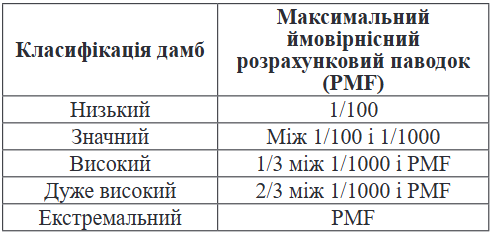 Класифікація дамб
Максимальний
ймовірнісний
розрахунковий паводок
(PMF)
Низький
1/100
Значний
Між 1/100 і 1/1000
Високий
1/3 між 1/1000 і PMF
Дуже високий
2/3 між 1/1000 і PMF
Екстремальний
PMF